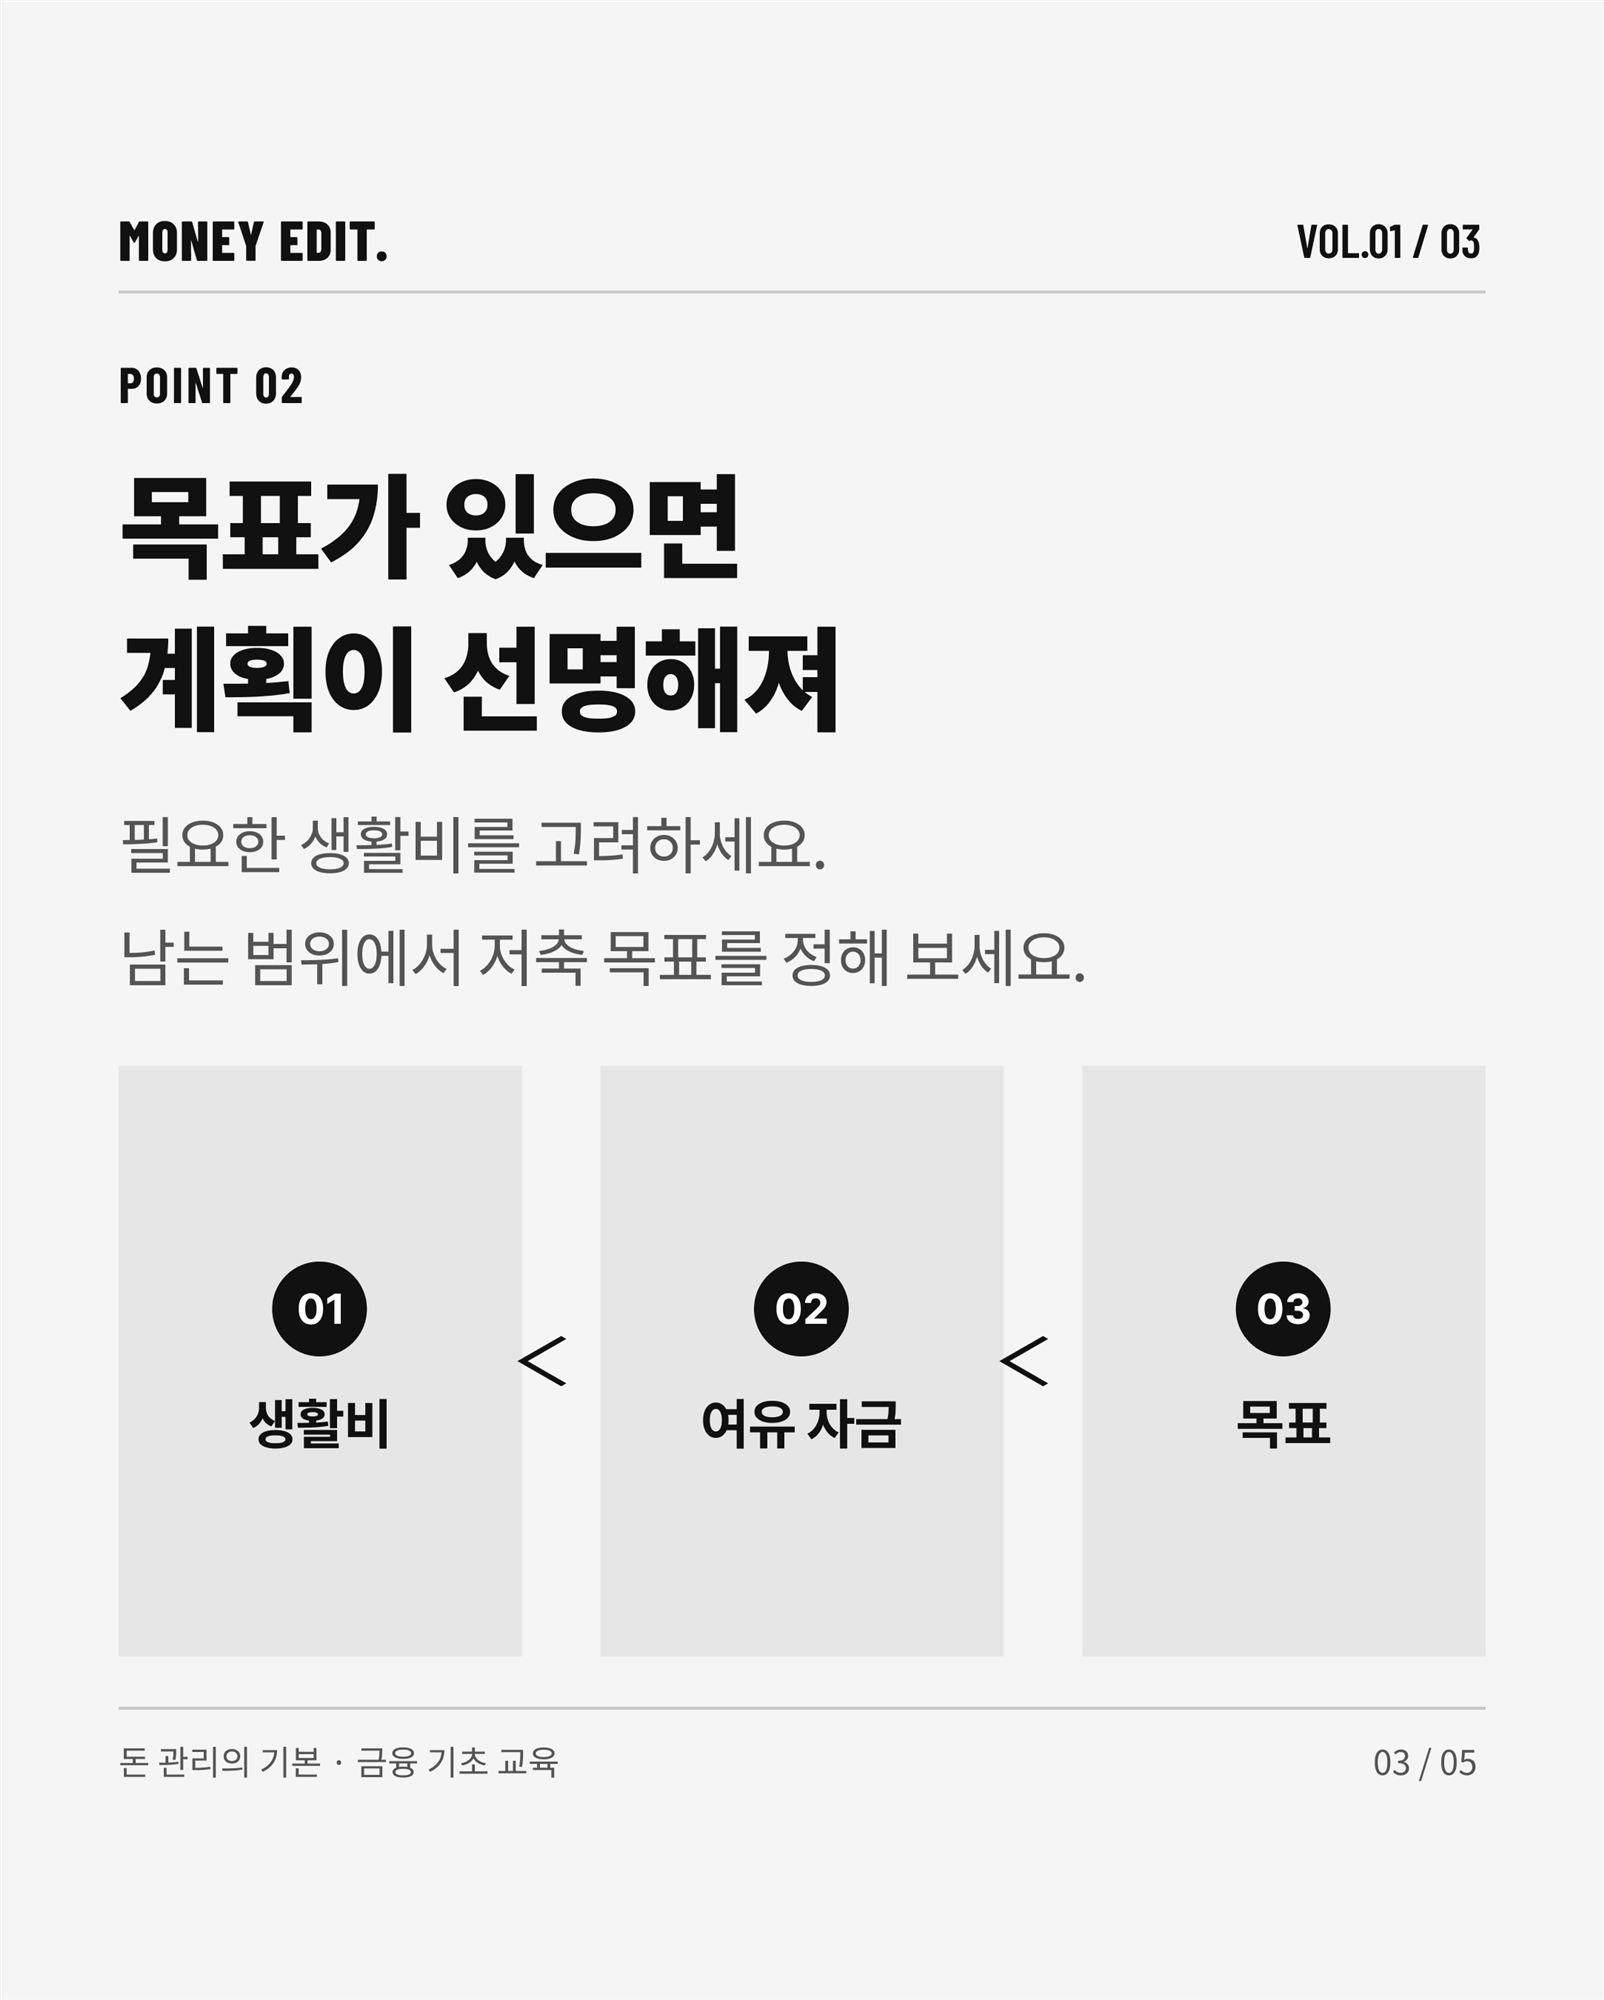 MONEY EDIT.
VOL.01 / 03
POINT 02
목표가 있으면
계획이 선명해져
필요한 생활비를 고려하세요.
남는 범위에서 저축 목표를 정해 보세요.
01
생활비
<
02
여유 자금
<
03
목표
돈 관리의 기본 · 금융 기초 교육
03 / 05